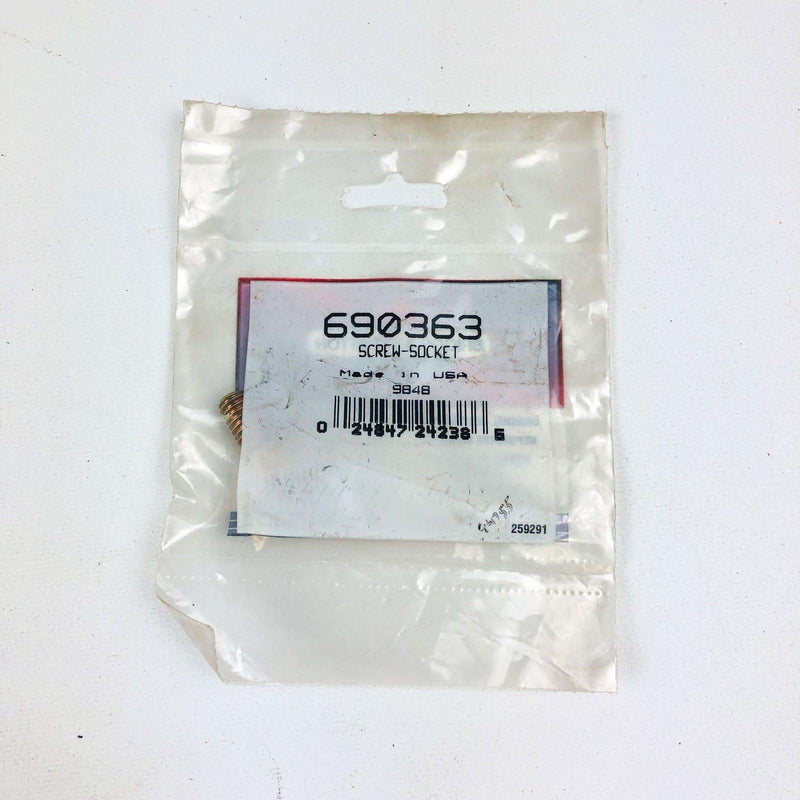 690363
SCREW-SOCKET
Made in USA
9848
0 24847 24238 6
259291